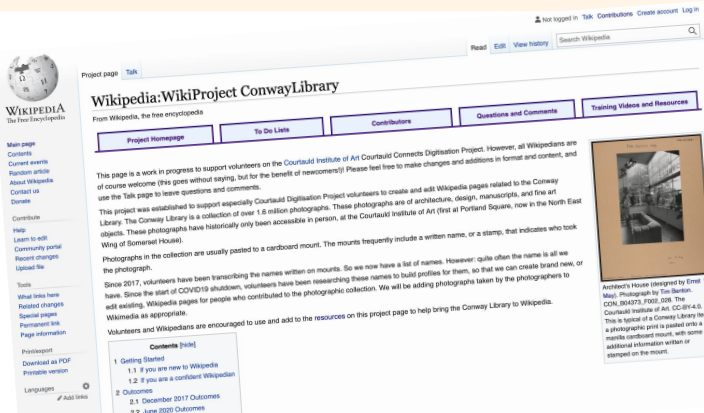 Not logged in Talk Contributions Create account Log in
Project page Talk
Read Edit View history Search Wikipedia
WIKIPEDIA
The Free Encyclopedia
Wikipedia:WikiProject ConwayLibrary
From Wikipedia, the free encyclopedia
Project Homepage To Do Lists Contributors Questions and Comments Training Videos and Resources
Main page
Contents
Current events
Random article
About Wikipedia
Contact us
Donate
Contribute
Help
Learn to edit
Community portal
Recent changes
Upload file
Tools
What links here
Related changes
Special pages
Permanent link
Page information
Print/export
Download as PDF
Printable version
Languages
Add links
This page is a work in progress to support volunteers on the Courtauld Institute of Art Courtauld Connects Digitisation Project. However, all Wikipedians are
of course welcome (this goes without saying, but for the benefit of newcomers!)! Please feel free to make changes and additions in format and content, and
use the Talk page to leave questions and comments.
This project was established to support especially Courtauld Digitisation Project volunteers to create and edit Wikipedia pages related to the Conway
Library. The Conway Library is a collection of over 1.6 million photographs. These photographs are of architecture, design, manuscripts, and fine art
objects. These photographs have historically only been accessible in person, at the Courtauld Institute of Art (first at Portland Square, now in the North East
Wing of Somerset House).
Photographs in the collection are usually pasted to a cardboard mount. The mounts frequently include a written name, or a stamp, that indicates who took
the photograph.
Since 2017, volunteers have been transcribing the names written on mounts. So we now have a list of names. However: quite often the name is all we
have. Since the start of COVID19 shutdown, volunteers have been researching these names to build profiles for them, so that we can create brand new, or
edit existing, Wikipedia pages for people who contributed to the photographic collection. We will be adding photographs taken by the photographers to
Wikimedia as appropriate.
Volunteers and Wikipedians are encouraged to use and add to the resources on this project page to help bring the Conway Library to Wikipedia.
Contents [hide]
1 Getting Started
1.1 If you are new to Wikipedia
1.2 If you are a confident Wikipedian
2 Outcomes
2.1 December 2017 Outcomes
2.2 June 2020 Outcomes
Architect's House (designed by Ernst
May). Photograph by Tim Benton.
CON_B04373_F002_028. The
Courtauld Institute of Art. CC-BY-4.0.
This is typical of a Conway Library
a photographic print is pasted onto a
manilla cardboard mount, with some
additional information written or
stamped on the mount.